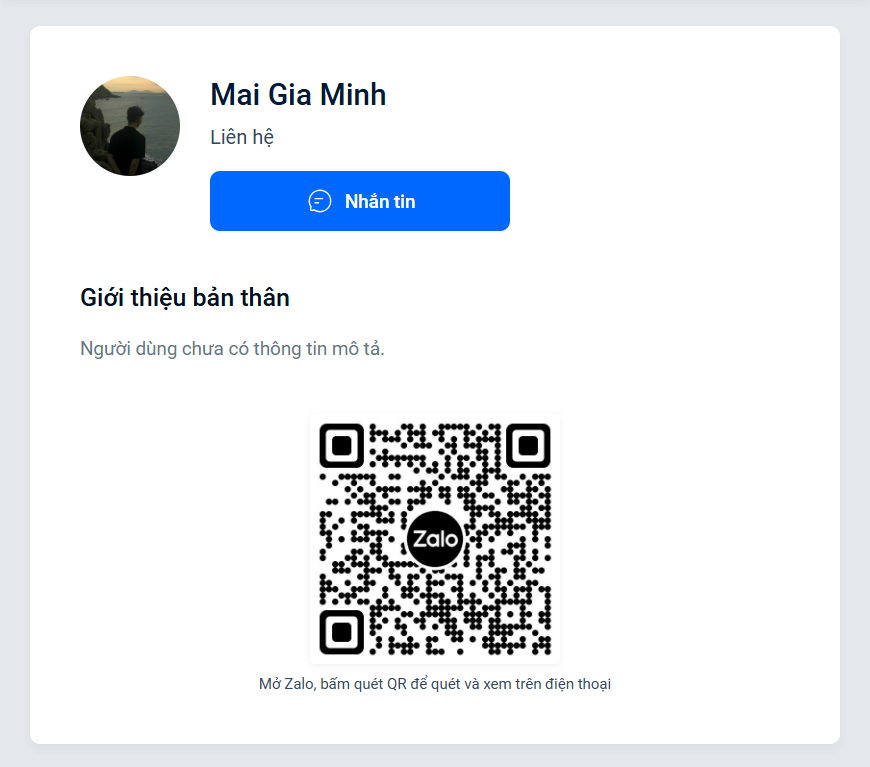 Mai Gia Minh
Liên hệ
Nhắn tin
Giới thiệu bản thân
Người dùng chưa có thông tin mô tả.
Zalo
Mở Zalo, bấm quét QR để quét và xem trên điện thoại